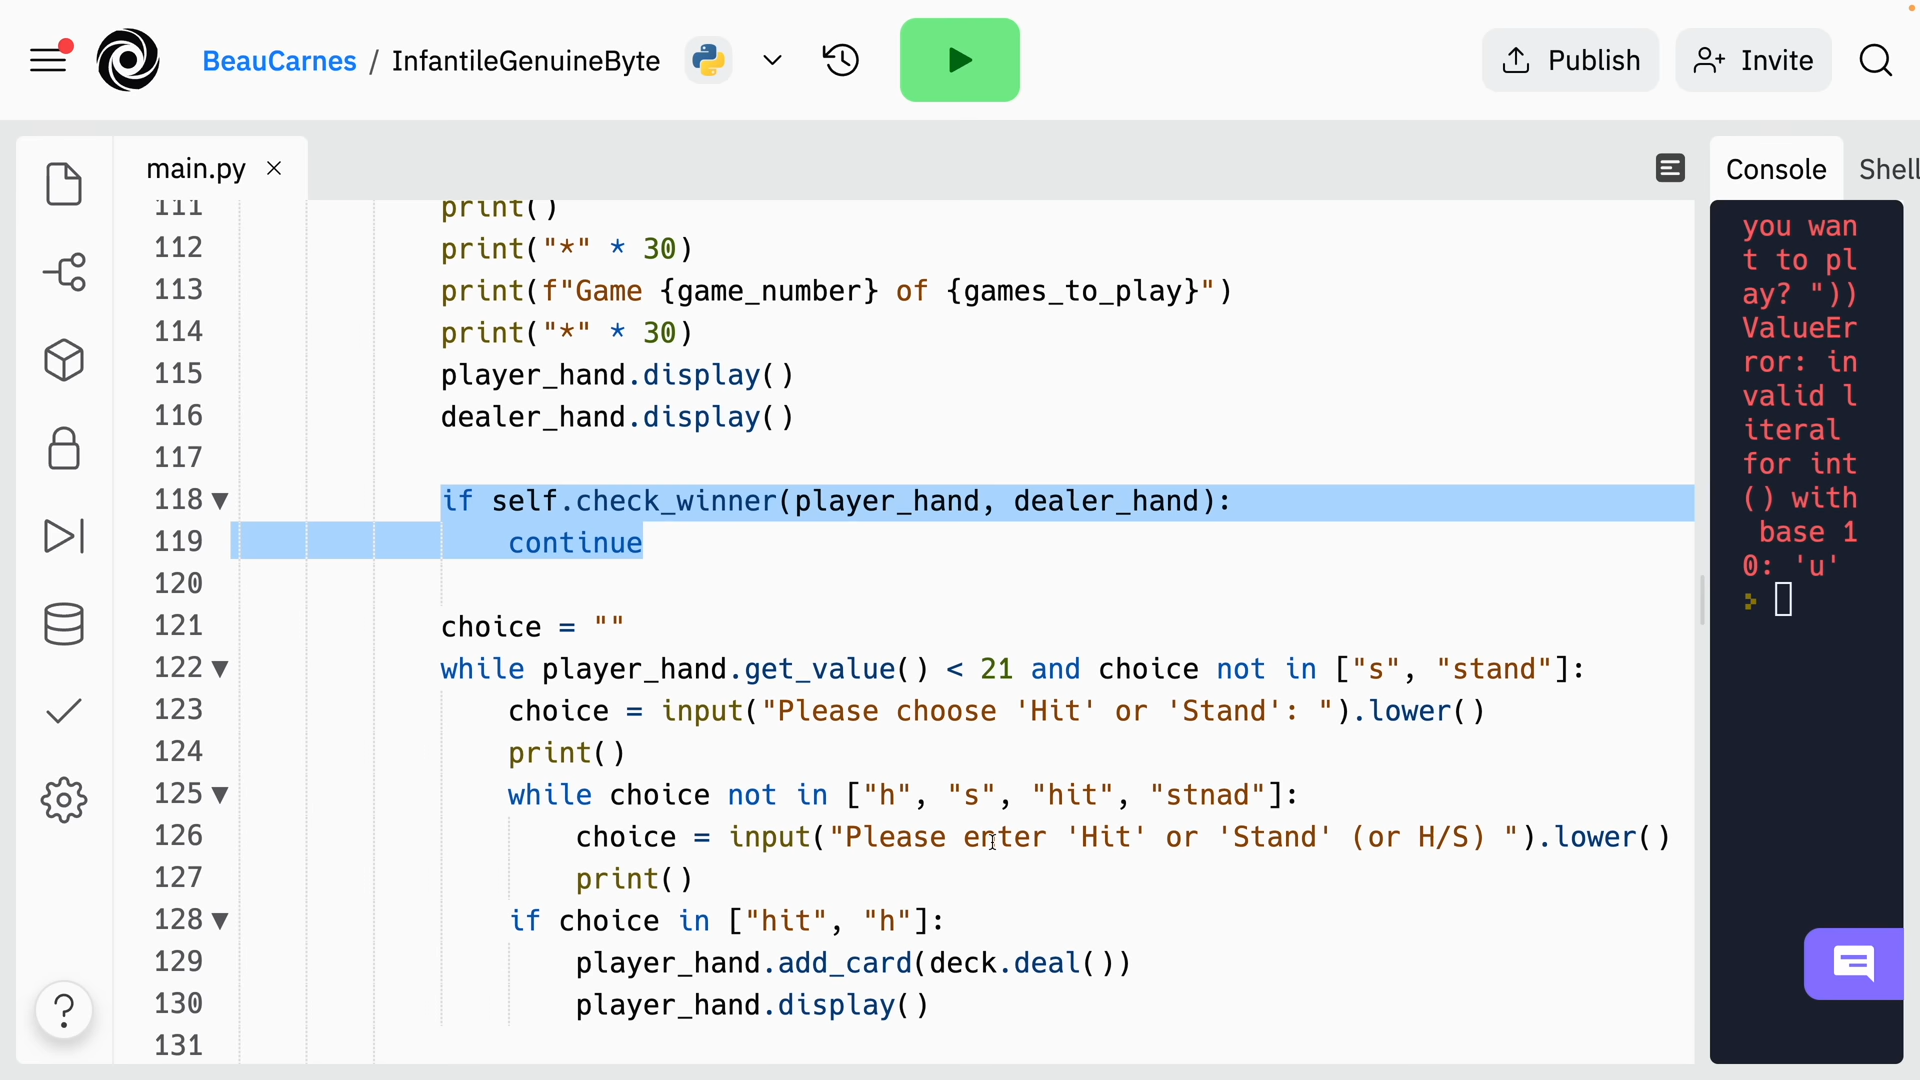 BeauCarnes / InfantileGenuineByte
Publish
Invite
main.py
Console
Shell
111 print()
112 print("*" * 30)
113 print(f"Game {game_number} of {games_to_play}")
114 print("*" * 30)
115 player_hand.display()
116 dealer_hand.display()
117
118 if self.check_winner(player_hand, dealer_hand):
119 continue
120
121 choice = ""
122 while player_hand.get_value() < 21 and choice not in ["s", "stand"]:
123 choice = input("Please choose 'Hit' or 'Stand': ").lower()
124 print()
125 while choice not in ["h", "s", "hit", "stnad"]:
126 choice = input("Please enter 'Hit' or 'Stand' (or H/S) ").lower()
127 print()
128 if choice in ["hit", "h"]:
129 player_hand.add_card(deck.deal())
130 player_hand.display()
131
you wan
t to pl
ay? "))
ValueEr
ror: in
valid l
iteral
for int
() with
base 1
0: 'u'
?